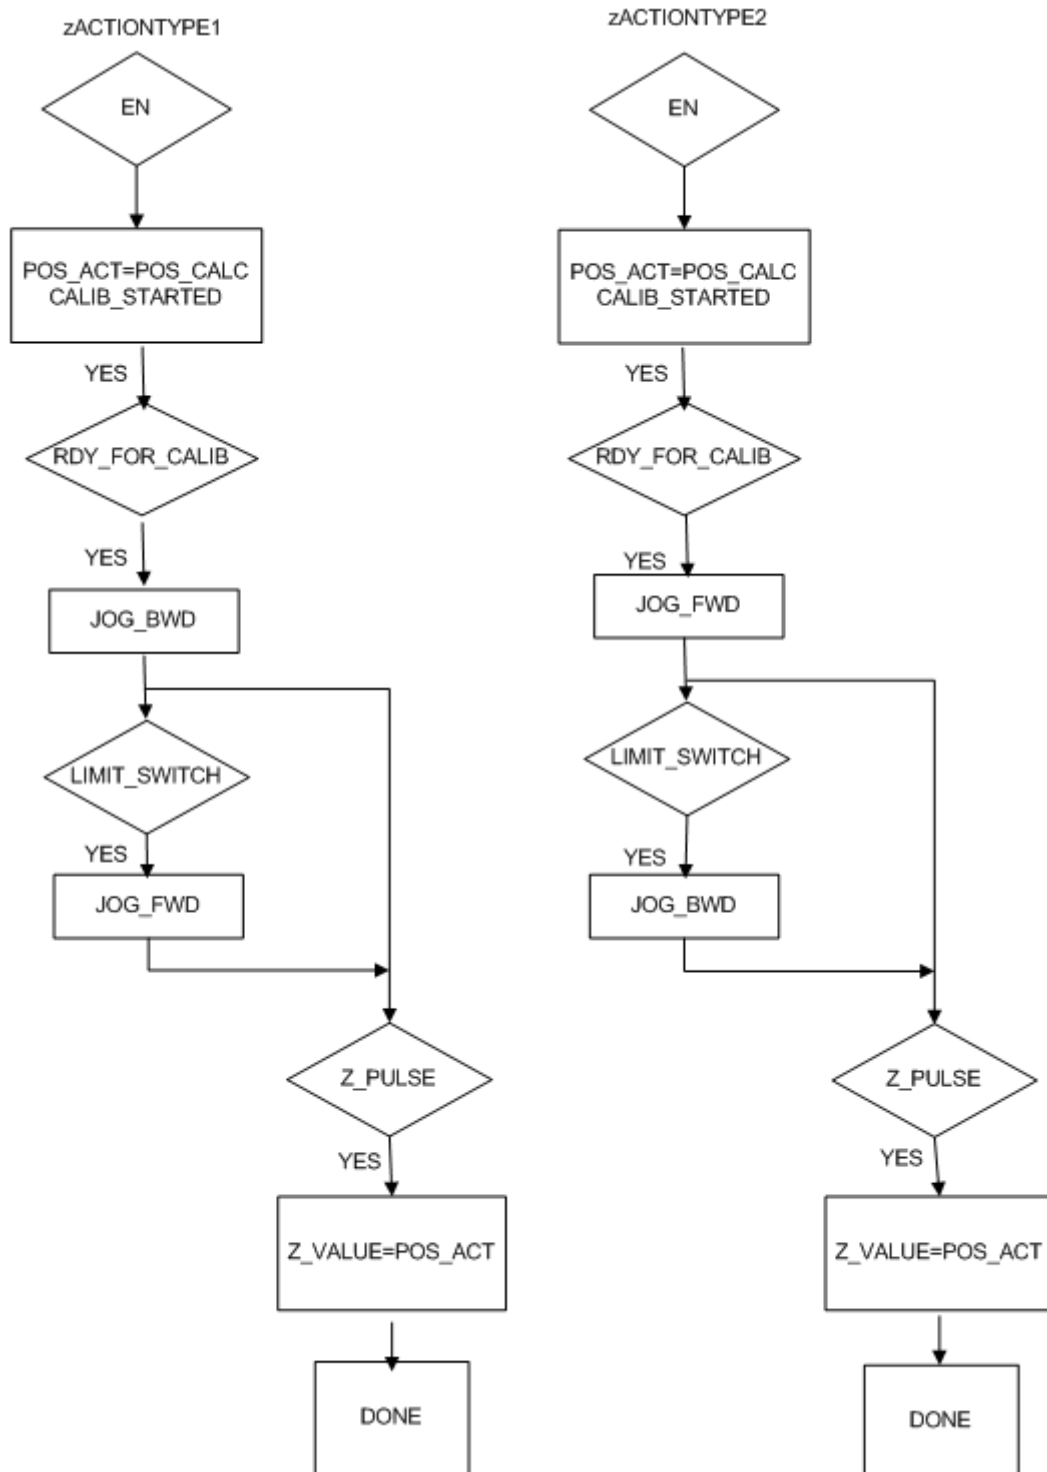 zACTIONTYPE1
EN
POS_ACT=POS_CALC
CALIB_STARTED
YES
RDY_FOR_CALIB
YES
JOG_BWD
LIMIT_SWITCH
YES
JOG_FWD
Z_PULSE
YES
Z_VALUE=POS_ACT
DONE
zACTIONTYPE2
EN
POS_ACT=POS_CALC
CALIB_STARTED
YES
RDY_FOR_CALIB
YES
JOG_FWD
LIMIT_SWITCH
YES
JOG_BWD
Z_PULSE
YES
Z_VALUE=POS_ACT
DONE